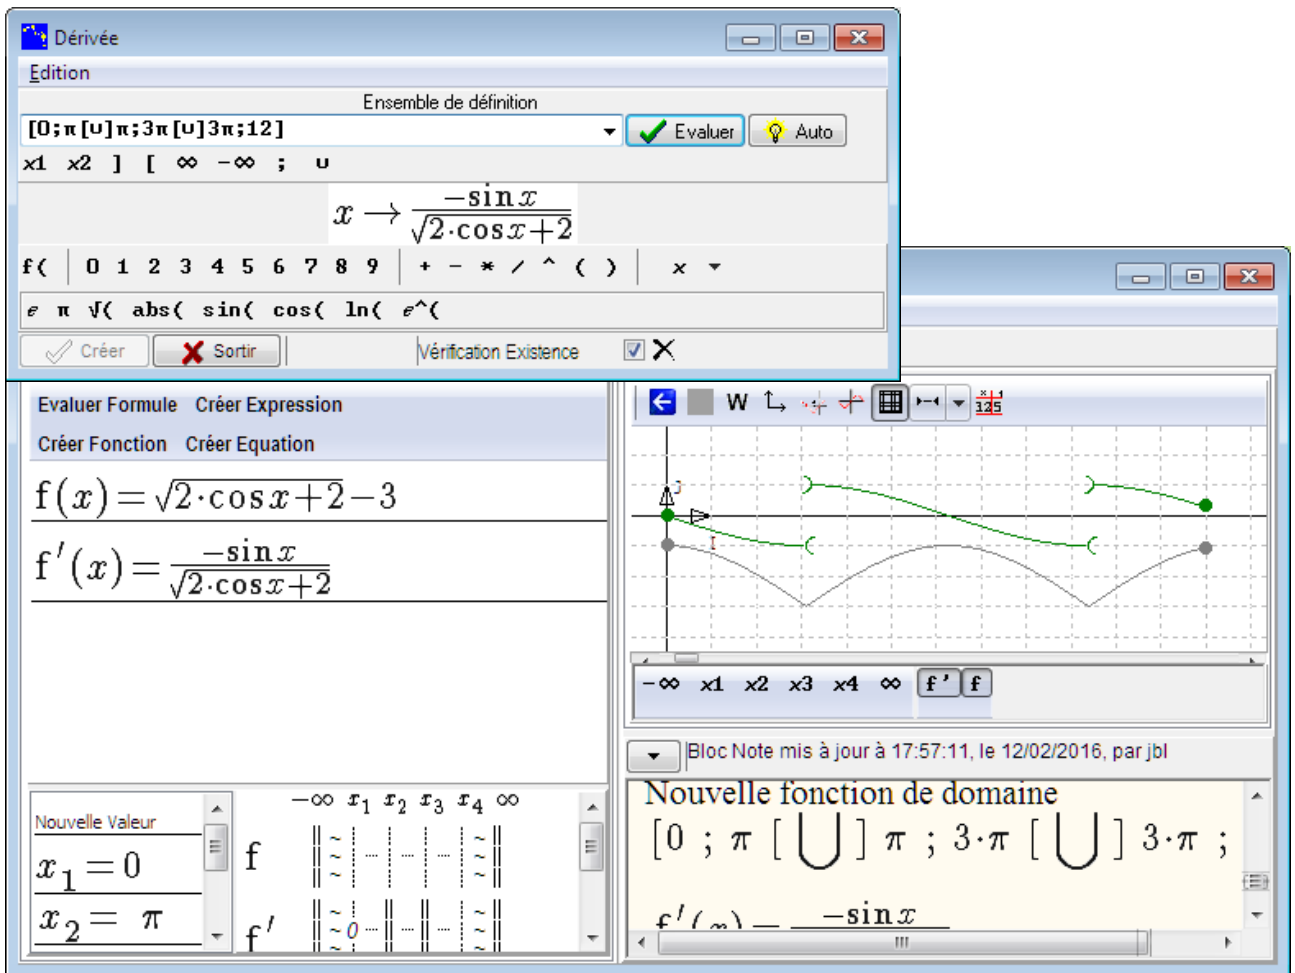 Dérivée
Edition
Ensemble de définition
[0;π[∪]π;3π[∪]3π;12]
Evaluer Auto
x1 x2 ] [ ∞ -∞ ; ∪
x → -sin x / √(2·cos x+2)
f( 0 1 2 3 4 5 6 7 8 9 + - * / ^ ( ) x
e π √( abs( sin( cos( ln( e^(
Créer Sortir Vérification Existence
Evaluer Formule Créer Expression
Créer Fonction Créer Equation
f(x) = √(2·cos x+2) - 3
f'(x) = -sin x / √(2·cos x+2)
W
J
I
-∞ x1 x2 x3 x4 ∞ f' f
Bloc Note mis à jour à 17:57:11, le 12/02/2016, par jbl
Nouvelle fonction de domaine
[0 ; π [ ∪ ] π ; 3·π [ ∪ ] 3·π ;
f'(x) = -sin x
Nouvelle Valeur
x₁ = 0
x₂ = π
-∞ x₁ x₂ x₃ x₄ ∞
f
f' 0